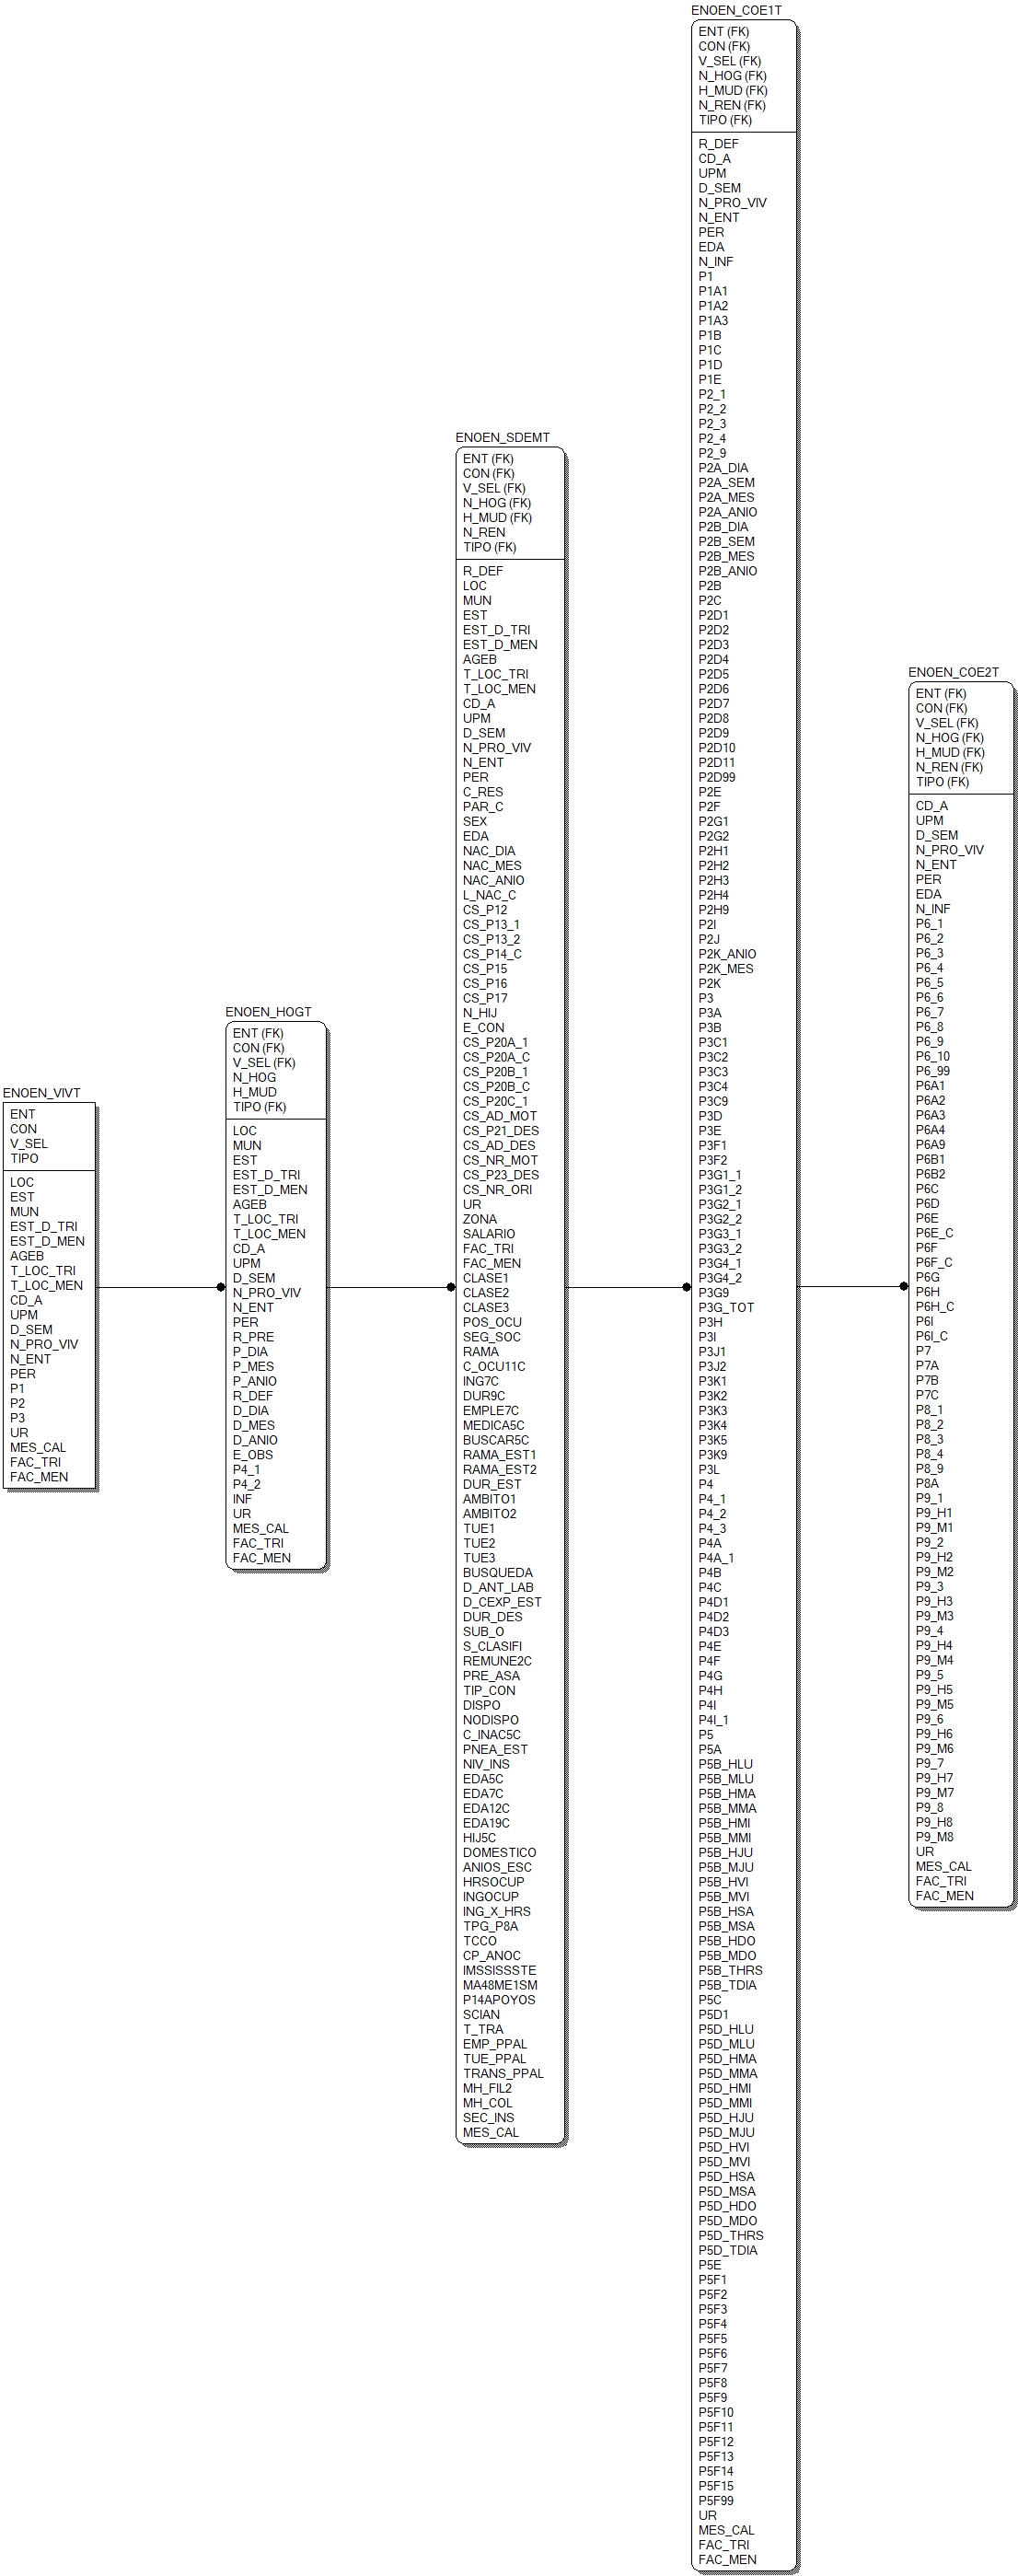 ENOEN_VIVT
ENT
CON
V_SEL
TIPO
LOC
EST
MUN
EST_D_TRI
EST_D_MEN
AGEB
T_LOC_TRI
T_LOC_MEN
CD_A
UPM
D_SEM
N_PRO_VIV
N_ENT
PER
P1
P2
P3
UR
MES_CAL
FAC_TRI
FAC_MEN
ENOEN_HOGT
ENT (FK)
CON (FK)
V_SEL (FK)
N_HOG
H_MUD
TIPO (FK)
LOC
MUN
EST
EST_D_TRI
EST_D_MEN
AGEB
T_LOC_TRI
T_LOC_MEN
CD_A
UPM
D_SEM
N_PRO_VIV
N_ENT
PER
R_PRE
P_DIA
P_MES
P_ANIO
R_DEF
D_DIA
D_MES
D_ANIO
E_OBS
P4_1
P4_2
INF
UR
MES_CAL
FAC_TRI
FAC_MEN
ENOEN_SDEMT
ENT (FK)
CON (FK)
V_SEL (FK)
N_HOG (FK)
H_MUD (FK)
N_REN
TIPO (FK)
R_DEF
LOC
MUN
EST
EST_D_TRI
EST_D_MEN
AGEB
T_LOC_TRI
T_LOC_MEN
CD_A
UPM
D_SEM
N_PRO_VIV
N_ENT
PER
C_RES
PAR_C
SEX
EDA
NAC_DIA
NAC_MES
NAC_ANIO
L_NAC_C
CS_P12
CS_P13_1
CS_P13_2
CS_P14_C
CS_P15
CS_P16
CS_P17
N_HIJ
E_CON
CS_P20A_1
CS_P20A_C
CS_P20B_1
CS_P20B_C
CS_P20C_1
CS_AD_MOT
CS_P21_DES
CS_AD_DES
CS_NR_MOT
CS_P23_DES
CS_NR_ORI
UR
ZONA
SALARIO
FAC_TRI
FAC_MEN
CLASE1
CLASE2
CLASE3
POS_OCU
SEG_SOC
RAMA
C_OCU11C
ING7C
DUR9C
EMPLE7C
MEDICA5C
BUSCAR5C
RAMA_EST1
RAMA_EST2
DUR_EST
AMBITO1
AMBITO2
TUE1
TUE2
TUE3
BUSQUEDA
D_ANT_LAB
D_CEXP_EST
DUR_DES
SUB_O
S_CLASIFI
REMUNE2C
PRE_ASA
TIP_CON
DISPO
NODISPO
C_INAC5C
PNEA_EST
NIV_INS
EDA5C
EDA7C
EDA12C
EDA19C
HIJ5C
DOMESTICO
ANIOS_ESC
HRSOCUP
INGOCUP
ING_X_HRS
TPG_P8A
TCCO
CP_ANOC
IMSSISSSTE
MA48ME1SM
P14APOYOS
SCIAN
T_TRA
EMP_PPAL
TUE_PPAL
TRANS_PPAL
MH_FIL2
MH_COL
SEC_INS
MES_CAL
ENOEN_COE1T
ENT (FK)
CON (FK)
V_SEL (FK)
N_HOG (FK)
H_MUD (FK)
N_REN (FK)
TIPO (FK)
R_DEF
CD_A
UPM
D_SEM
N_PRO_VIV
N_ENT
PER
EDA
N_INF
P1
P1A1
P1A2
P1A3
P1B
P1C
P1D
P1E
P2_1
P2_2
P2_3
P2_4
P2_9
P2A_DIA
P2A_SEM
P2A_MES
P2A_ANIO
P2B_DIA
P2B_SEM
P2B_MES
P2B_ANIO
P2B
P2C
P2D1
P2D2
P2D3
P2D4
P2D5
P2D6
P2D7
P2D8
P2D9
P2D10
P2D11
P2D99
P2E
P2F
P2G1
P2G2
P2H1
P2H2
P2H3
P2H4
P2H9
P2I
P2J
P2K_ANIO
P2K_MES
P2K
P3
P3A
P3B
P3C1
P3C2
P3C3
P3C4
P3C9
P3D
P3E
P3F1
P3F2
P3G1_1
P3G1_2
P3G2_1
P3G2_2
P3G3_1
P3G3_2
P3G4_1
P3G4_2
P3G9
P3G_TOT
P3H
P3I
P3J1
P3J2
P3K1
P3K2
P3K3
P3K4
P3K5
P3K9
P3L
P4
P4_1
P4_2
P4_3
P4A
P4A_1
P4B
P4C
P4D1
P4D2
P4D3
P4E
P4F
P4G
P4H
P4I
P4I_1
P5
P5A
P5B_HLU
P5B_MLU
P5B_HMA
P5B_MMA
P5B_HMI
P5B_MMI
P5B_HJU
P5B_MJU
P5B_HVI
P5B_MVI
P5B_HSA
P5B_MSA
P5B_HDO
P5B_MDO
P5B_THRS
P5B_TDIA
P5C
P5D1
P5D_HLU
P5D_MLU
P5D_HMA
P5D_MMA
P5D_HMI
P5D_MMI
P5D_HJU
P5D_MJU
P5D_HVI
P5D_MVI
P5D_HSA
P5D_MSA
P5D_HDO
P5D_MDO
P5D_THRS
P5D_TDIA
P5E
P5F1
P5F2
P5F3
P5F4
P5F5
P5F6
P5F7
P5F8
P5F9
P5F10
P5F11
P5F12
P5F13
P5F14
P5F15
P5F99
UR
MES_CAL
FAC_TRI
FAC_MEN
ENOEN_COE2T
ENT (FK)
CON (FK)
V_SEL (FK)
N_HOG (FK)
H_MUD (FK)
N_REN (FK)
TIPO (FK)
CD_A
UPM
D_SEM
N_PRO_VIV
N_ENT
PER
EDA
N_INF
P6_1
P6_2
P6_3
P6_4
P6_5
P6_6
P6_7
P6_8
P6_9
P6_10
P6_99
P6A1
P6A2
P6A3
P6A4
P6A9
P6B1
P6B2
P6C
P6D
P6E
P6E_C
P6F
P6F_C
P6G
P6H
P6H_C
P6I
P6I_C
P7
P7A
P7B
P7C
P8_1
P8_2
P8_3
P8_4
P8_9
P8A
P9_1
P9_H1
P9_M1
P9_2
P9_H2
P9_M2
P9_3
P9_H3
P9_M3
P9_4
P9_H4
P9_M4
P9_5
P9_H5
P9_M5
P9_6
P9_H6
P9_M6
P9_7
P9_H7
P9_M7
P9_8
P9_H8
P9_M8
UR
MES_CAL
FAC_TRI
FAC_MEN